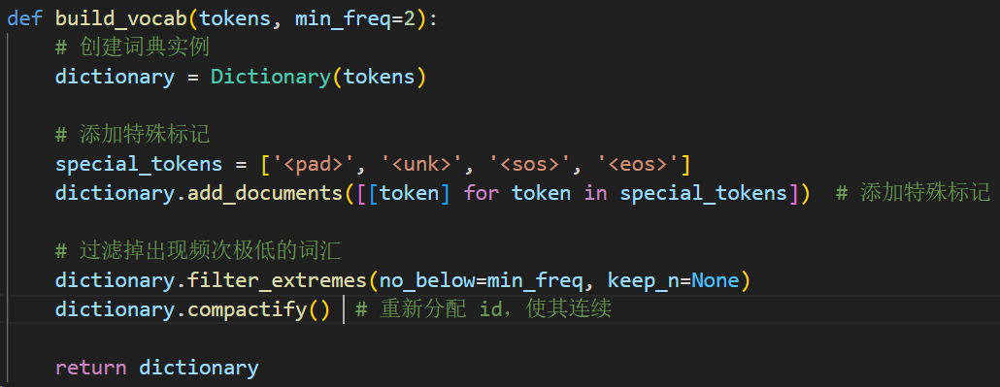 def build_vocab(tokens, min_freq=2):
    # 创建词典实例
    dictionary = Dictionary(tokens)

    # 添加特殊标记
    special_tokens = ['<pad>', '<unk>', '<sos>', '<eos>']
    dictionary.add_documents([[token] for token in special_tokens])  # 添加特殊标记

    # 过滤掉出现频次极低的词汇
    dictionary.filter_extremes(no_below=min_freq, keep_n=None)
    dictionary.compactify()  # 重新分配 id，使其连续

    return dictionary